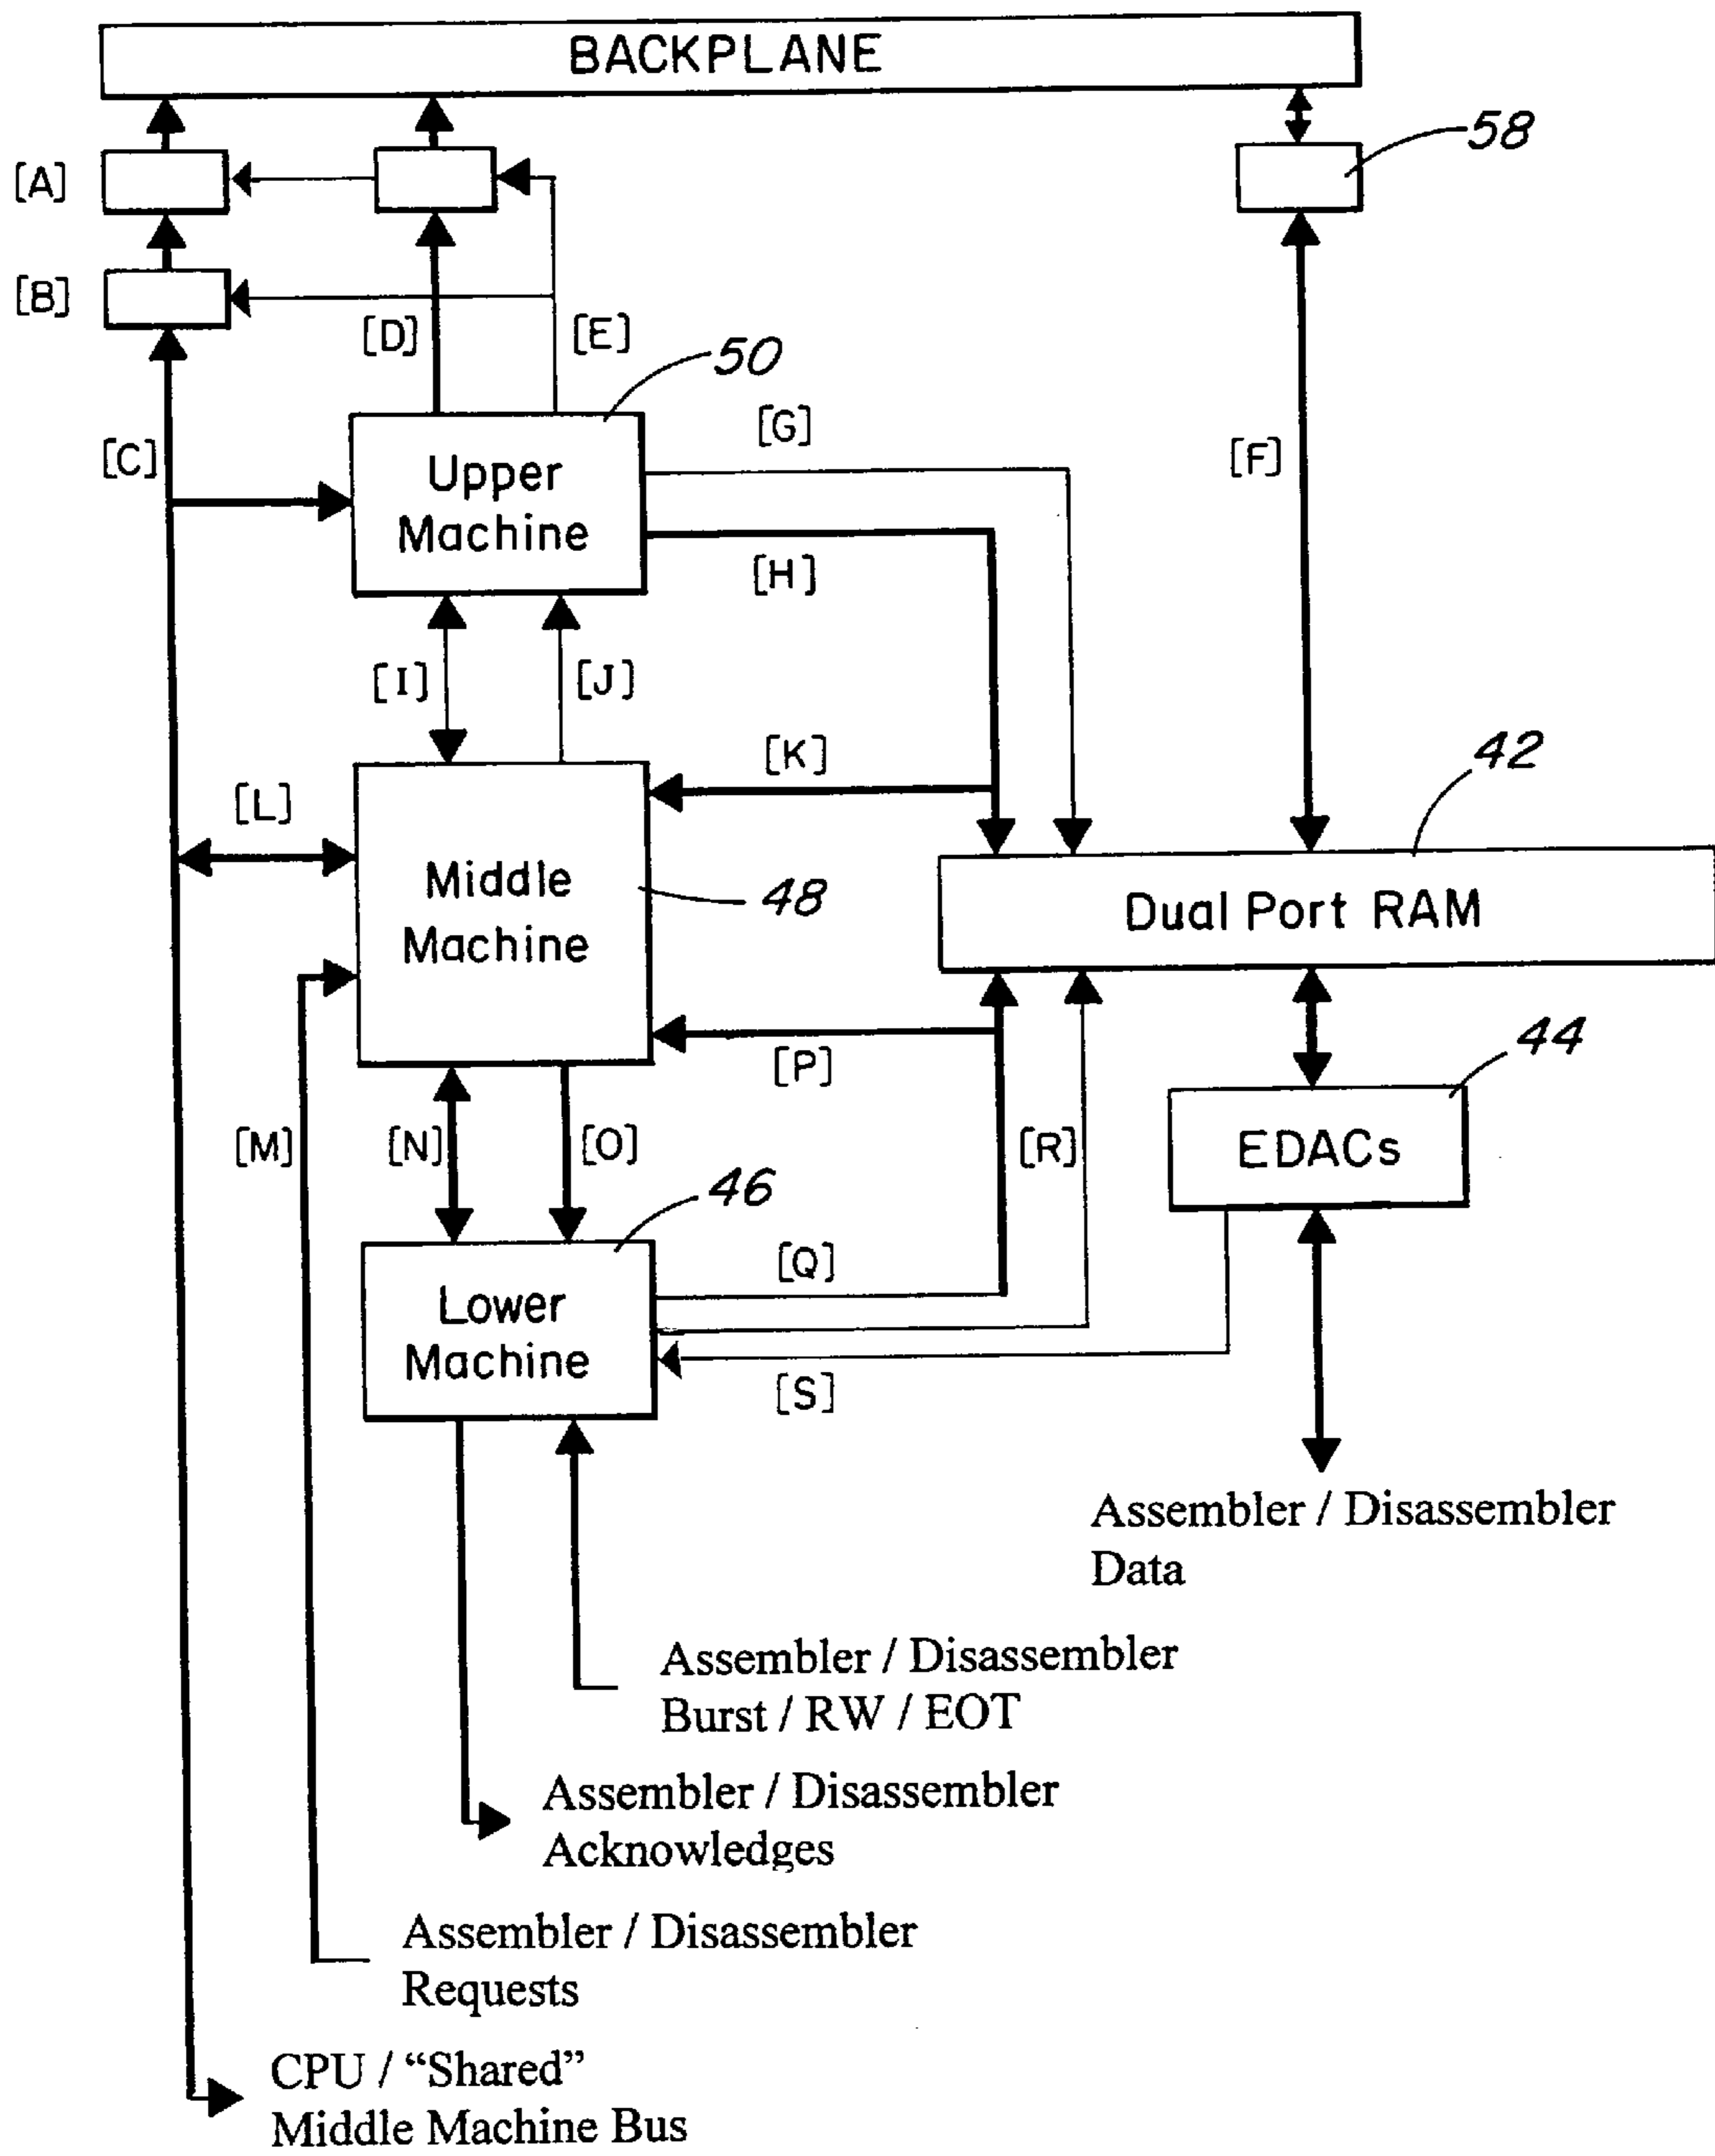 BACKPLANE
58
[A]
[B]
[D]
[E]
50
[G]
[C]
Upper
Machine
[F]
[H]
[I]
[J]
[K]
42
[L]
Middle
Machine
48
Dual Port RAM
44
[P]
[M]
[N]
[O]
[R]
EDACs
46
[Q]
Lower
Machine
[S]
Assembler / Disassembler
Data
Assembler / Disassembler
Burst / RW / EOT
Assembler / Disassembler
Acknowledges
Assembler / Disassembler
Requests
CPU / “Shared”
Middle Machine Bus